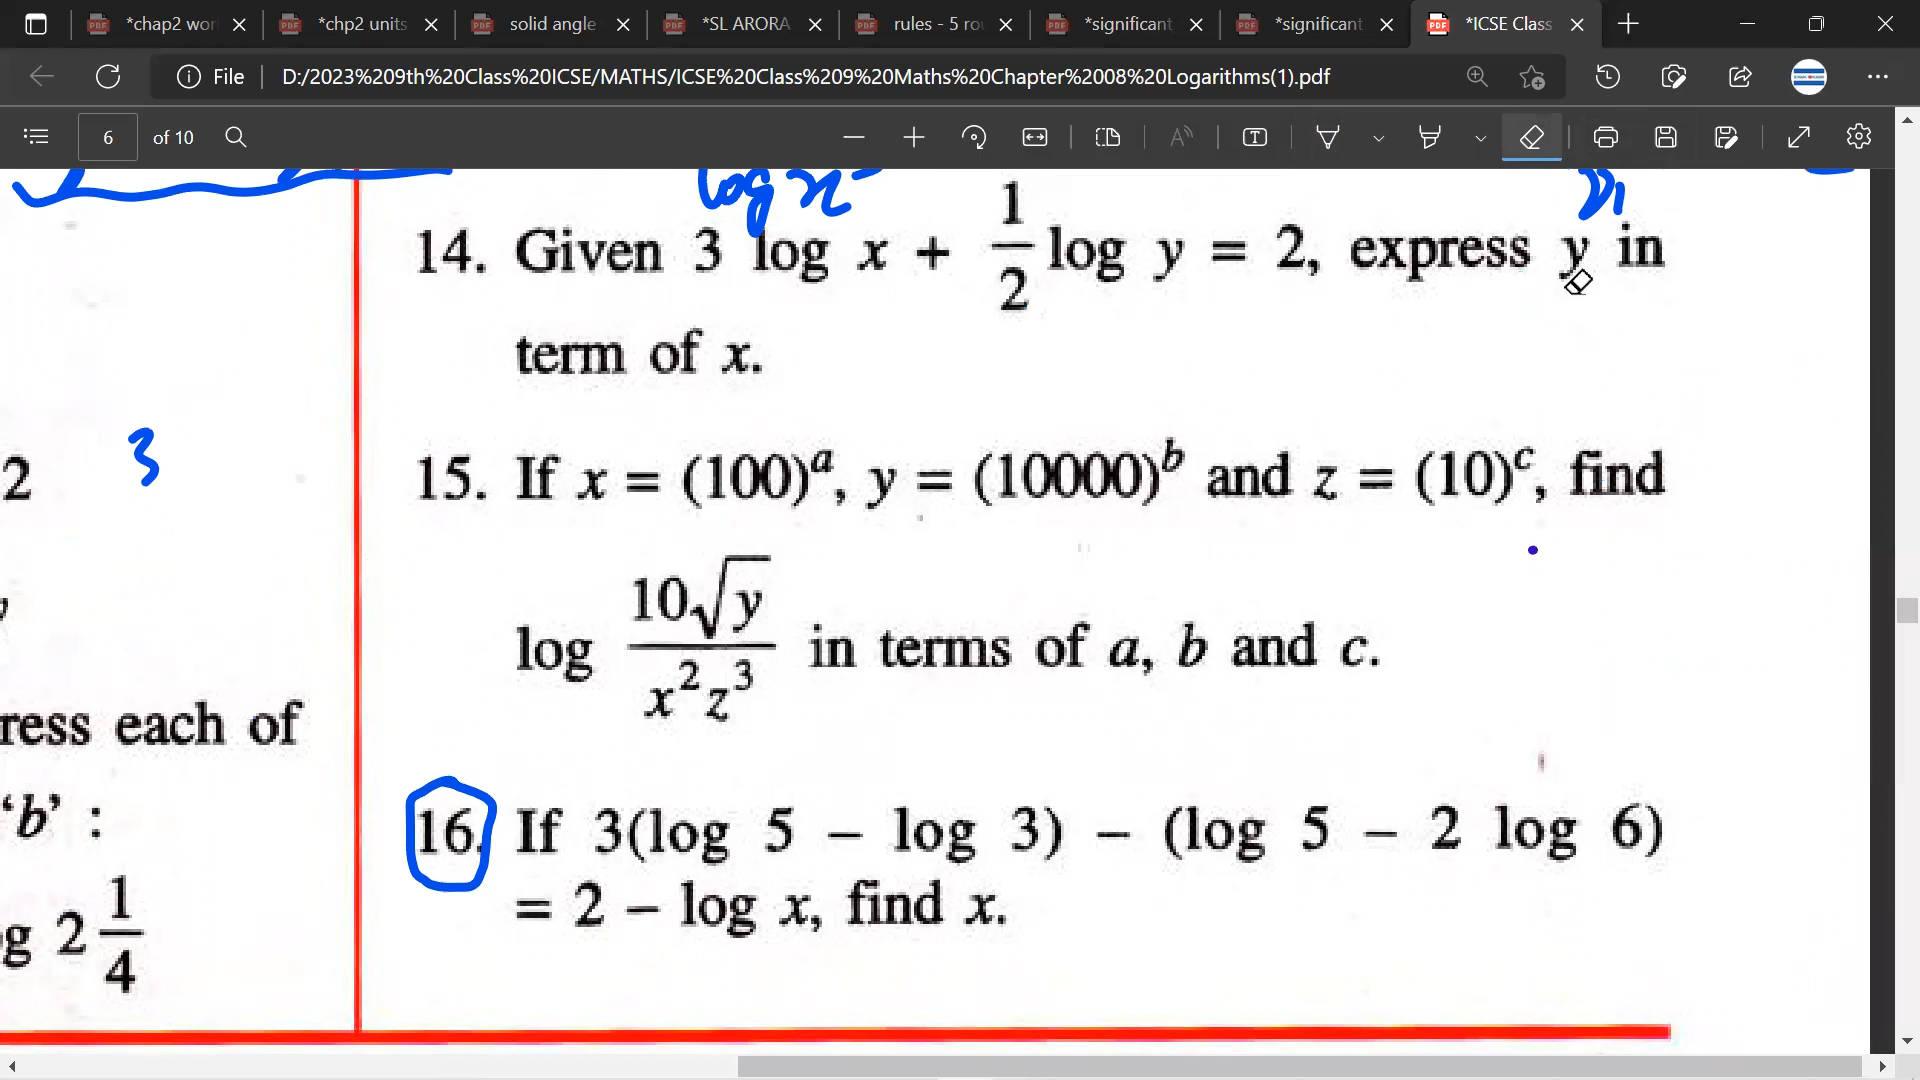 *chap2 wor
*chp2 units
solid angle
*SL ARORA
rules - 5 rou
*significant
*significant
*ICSE Class
File
D:/2023%209th%20Class%20ICSE/MATHS/ICSE%20Class%209%20Maths%20Chapter%2008%20Logarithms(1).pdf
6 of 10
log x
14. Given 3 log x + 1/2 log y = 2, express y in
term of x.
2 3
15. If x = (100)^a, y = (10000)^b and z = (10)^c, find
log 10√y / x²z³ in terms of a, b and c.
ress each of
'b' :
16. If 3(log 5 – log 3) – (log 5 – 2 log 6)
= 2 – log x, find x.
g 2 1/4